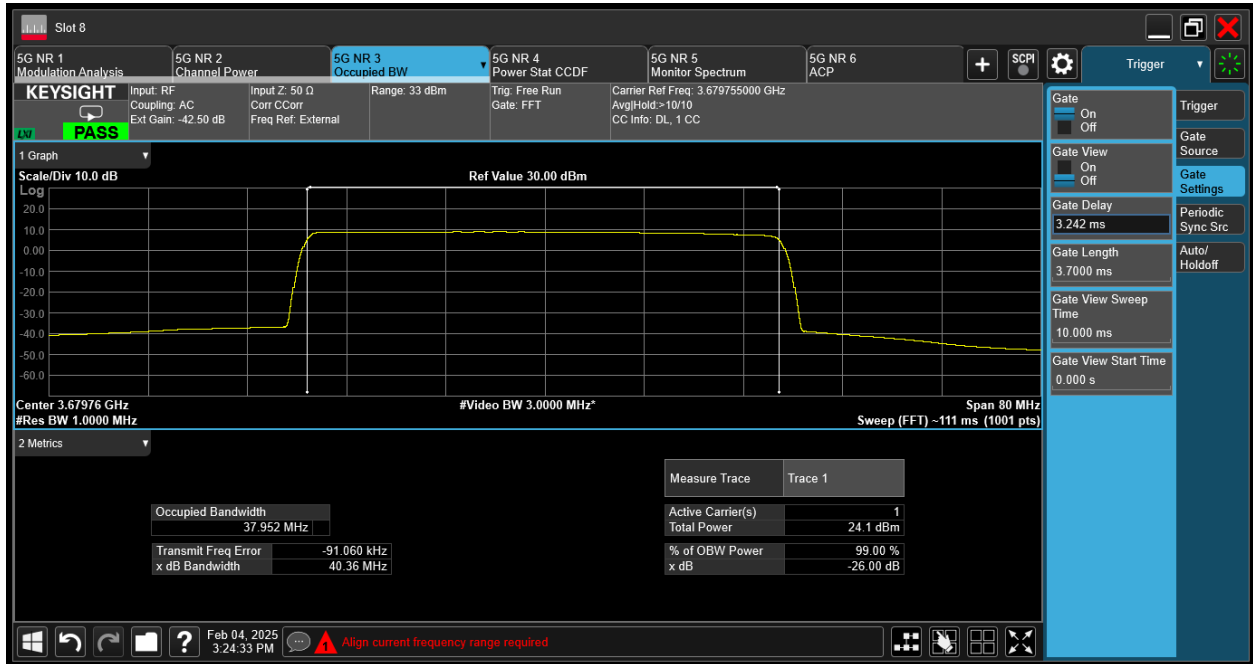 Slot 8
5G NR 1
Modulation Analysis
5G NR 2
Channel Power
5G NR 3
Occupied BW
5G NR 4
Power Stat CCDF
5G NR 5
Monitor Spectrum
5G NR 6
ACP
+
SCPI
Trigger
KEYSIGHT
LXI
PASS
Input: RF
Coupling: AC
Ext Gain: -42.50 dB
Input Z: 50 Ω
Corr CCorr
Freq Ref: External
Range: 33 dBm
Trig: Free Run
Gate: FFT
Carrier Ref Freq: 3.679755000 GHz
Avg|Hold:>10/10
CC Info: DL, 1 CC
1 Graph
Scale/Div 10.0 dB
Ref Value 30.00 dBm
Log
20.0
10.0
0.00
-10.0
-20.0
-30.0
-40.0
-50.0
-60.0
Center 3.67976 GHz
#Video BW 3.0000 MHz*
Span 80 MHz
#Res BW 1.0000 MHz
Sweep (FFT) ~111 ms (1001 pts)
2 Metrics
Measure Trace Trace 1
Occupied Bandwidth
37.952 MHz
Active Carrier(s) 1
Total Power 24.1 dBm
Transmit Freq Error -91.060 kHz
x dB Bandwidth 40.36 MHz
% of OBW Power 99.00 %
x dB -26.00 dB
Gate
On
Off
Gate View
On
Off
Gate Delay
3.242 ms
Gate Length
3.7000 ms
Gate View Sweep
Time
10.000 ms
Gate View Start Time
0.000 s
Trigger
Gate
Source
Gate
Settings
Periodic
Sync Src
Auto/
Holdoff
?
Feb 04, 2025
3:24:33 PM
1
Align current frequency range required